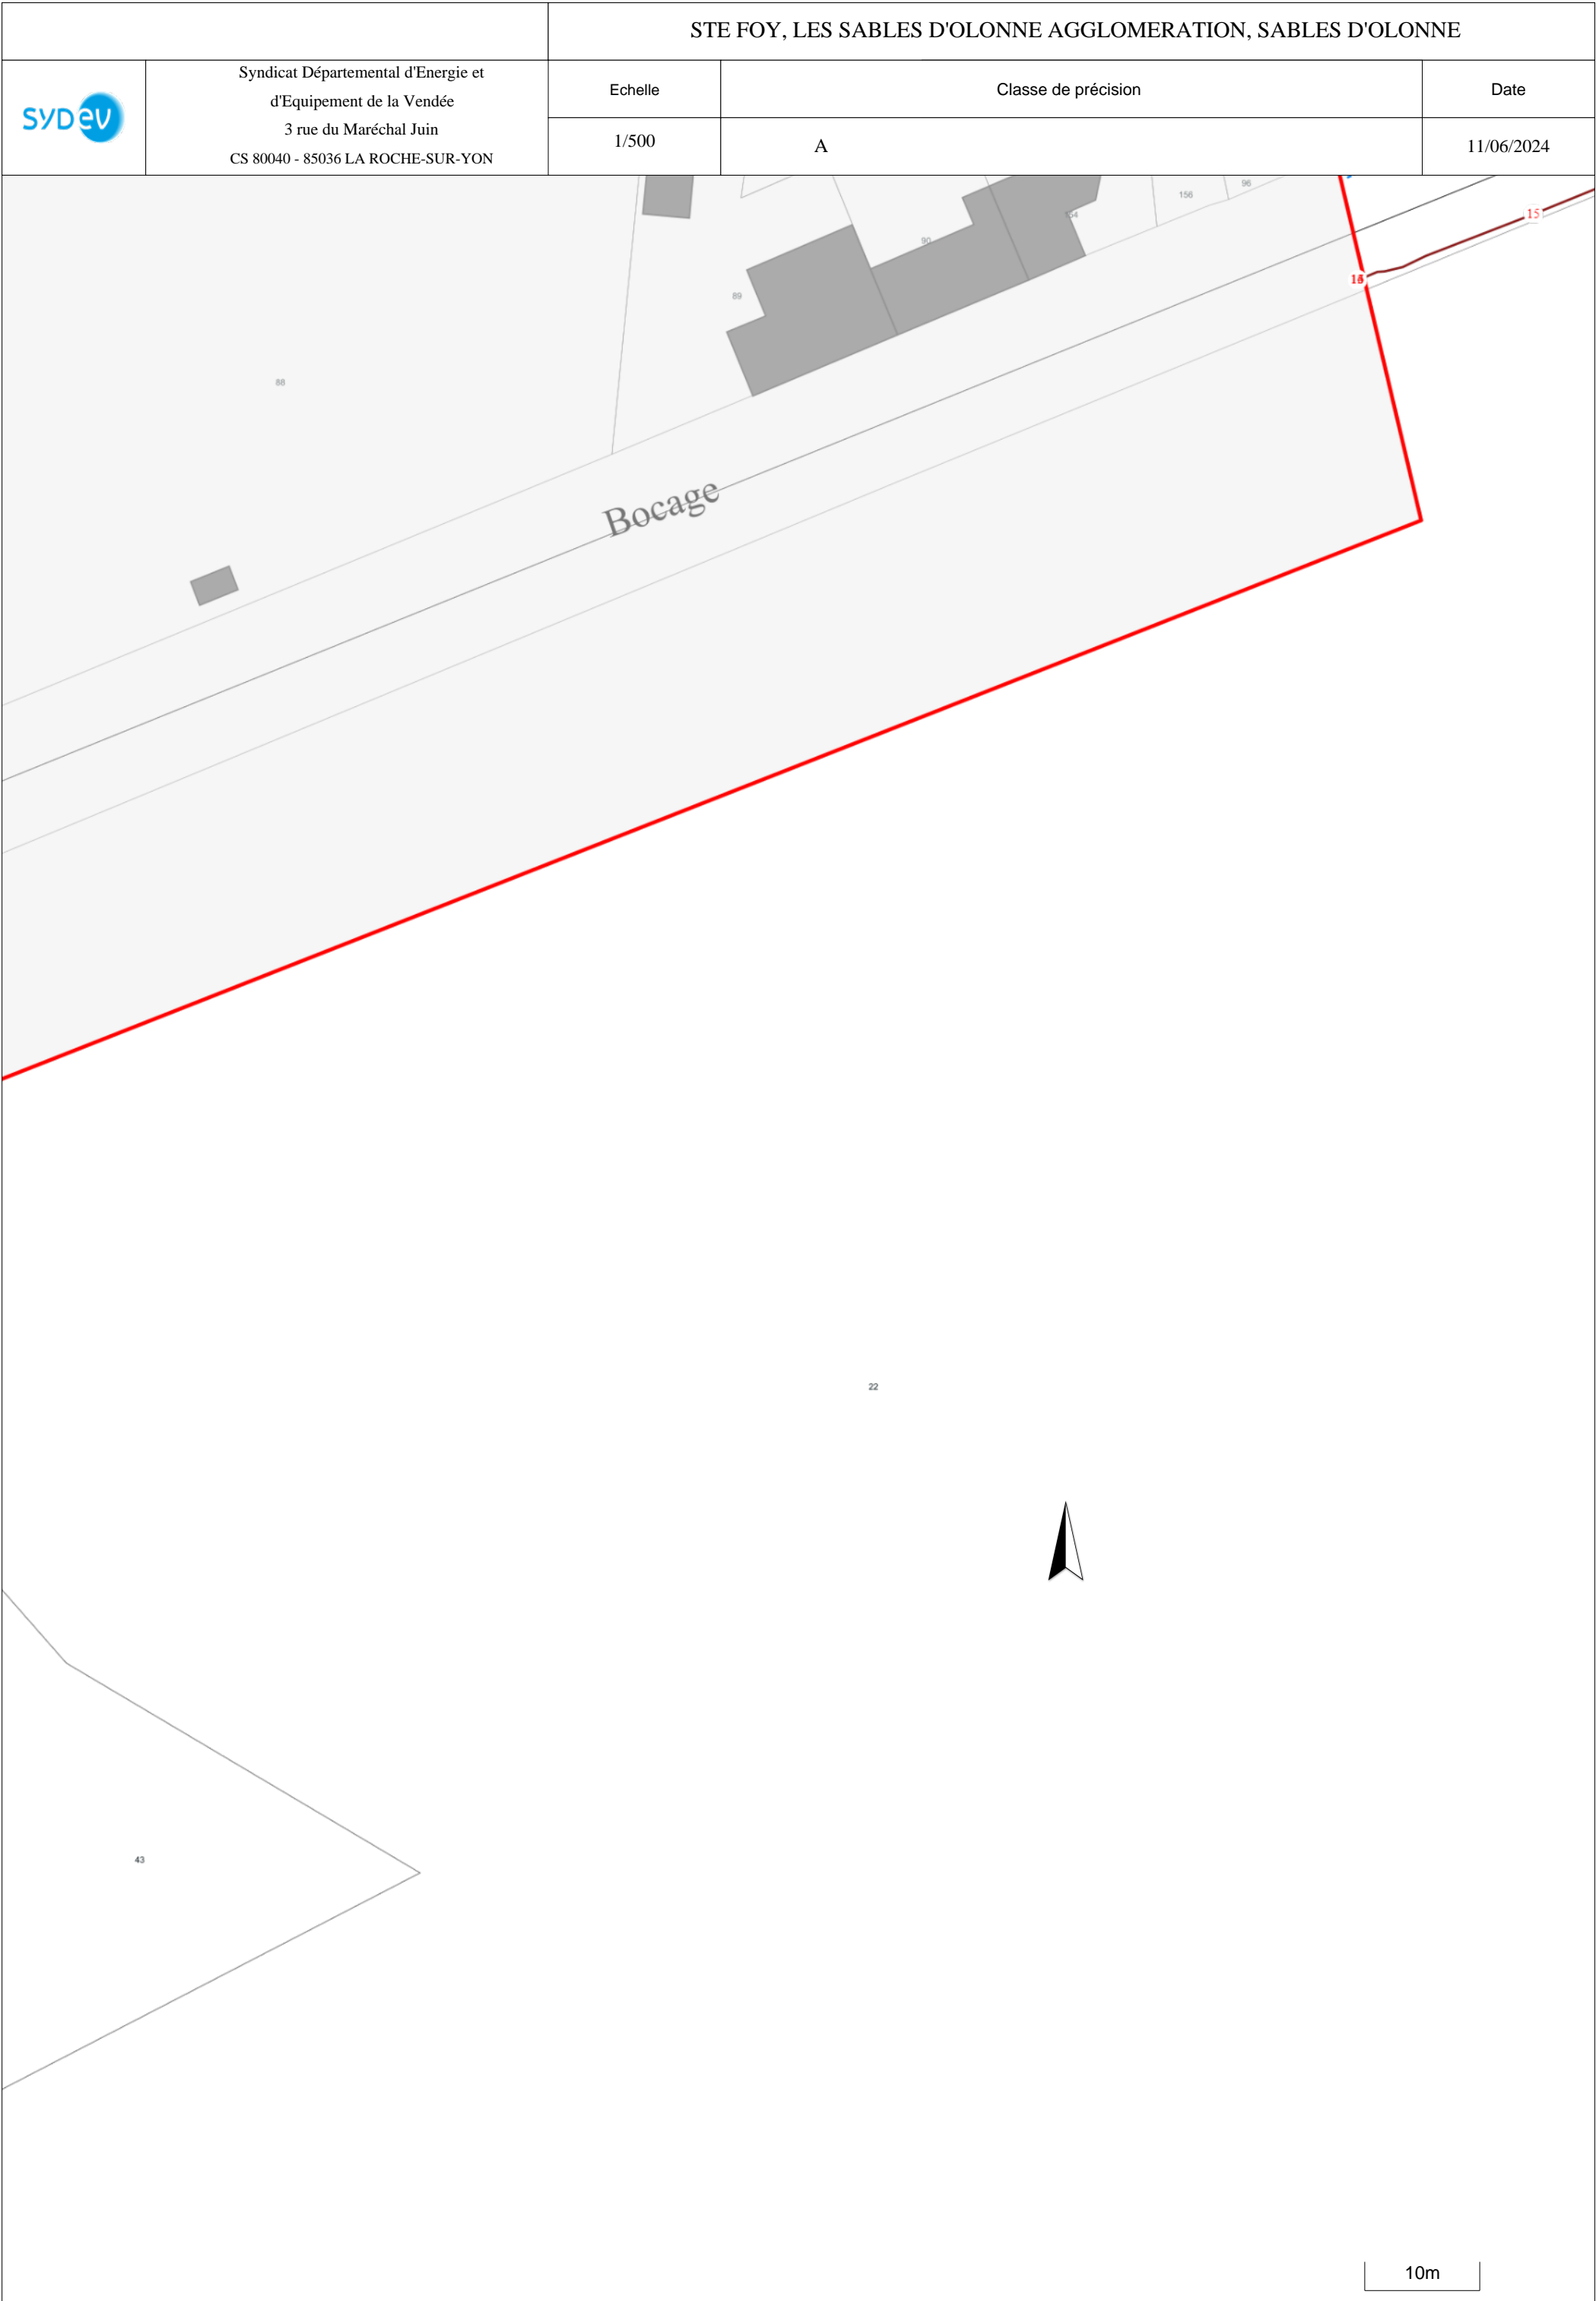 STE FOY, LES SABLES D'OLONNE AGGLOMERATION, SABLES D'OLONNE
sydev
Syndicat Départemental d'Energie et
d'Equipement de la Vendée
3 rue du Maréchal Juin
CS 80040 - 85036 LA ROCHE-SUR-YON
Echelle
Classe de précision
Date
1/500
A
11/06/2024
96
156
15
90
89
88
Bocage
22
43
10m